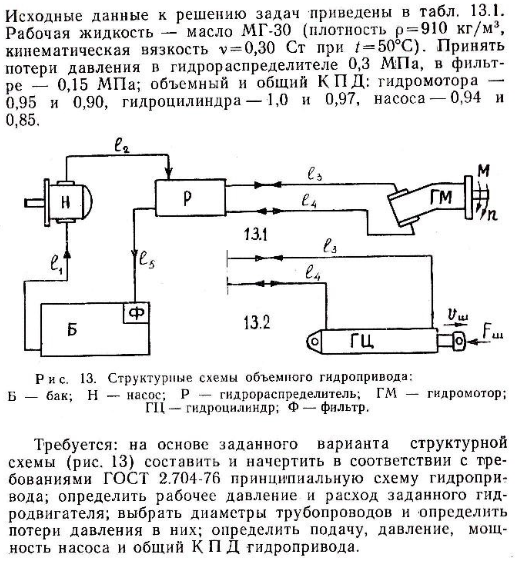 Исходные данные к решению задач приведены в табл. 13.1.
Рабочая жидкость — масло МГ-30 (плотность ρ=910 кг/м³,
кинематическая вязкость ν=0,30 Ст при t=50°С). Принять
потери давления в гидрораспределителе 0,3 МПа, в фильт-
ре — 0,15 МПа; объемный и общий КПД: гидромотора —
0,95 и 0,90, гидроцилиндра — 1,0 и 0,97, насоса — 0,94 и
0,85.
ℓ₂
ℓ₃
М
Н
Р
ℓ₄
ГМ
n
13.1
ℓ₁
ℓ₅
ℓ₃
ℓ₄
Ф
13.2
Б
ГЦ
υш
Fш
Рис. 13. Структурные схемы объемного гидропривода:
Б — бак; Н — насос; Р — гидрораспределитель; ГМ — гидромотор;
ГЦ — гидроцилиндр; Ф — фильтр.
Требуется: на основе заданного варианта структурной
схемы (рис. 13) составить и начертить в соответствии с тре-
бованиями ГОСТ 2.704-76 принципиальную схему гидропри-
вода; определить рабочее давление и расход заданного гид-
родвигателя; выбрать диаметры трубопроводов и определить
потери давления в них; определить подачу, давление, мощ-
ность насоса и общий КПД гидропривода.